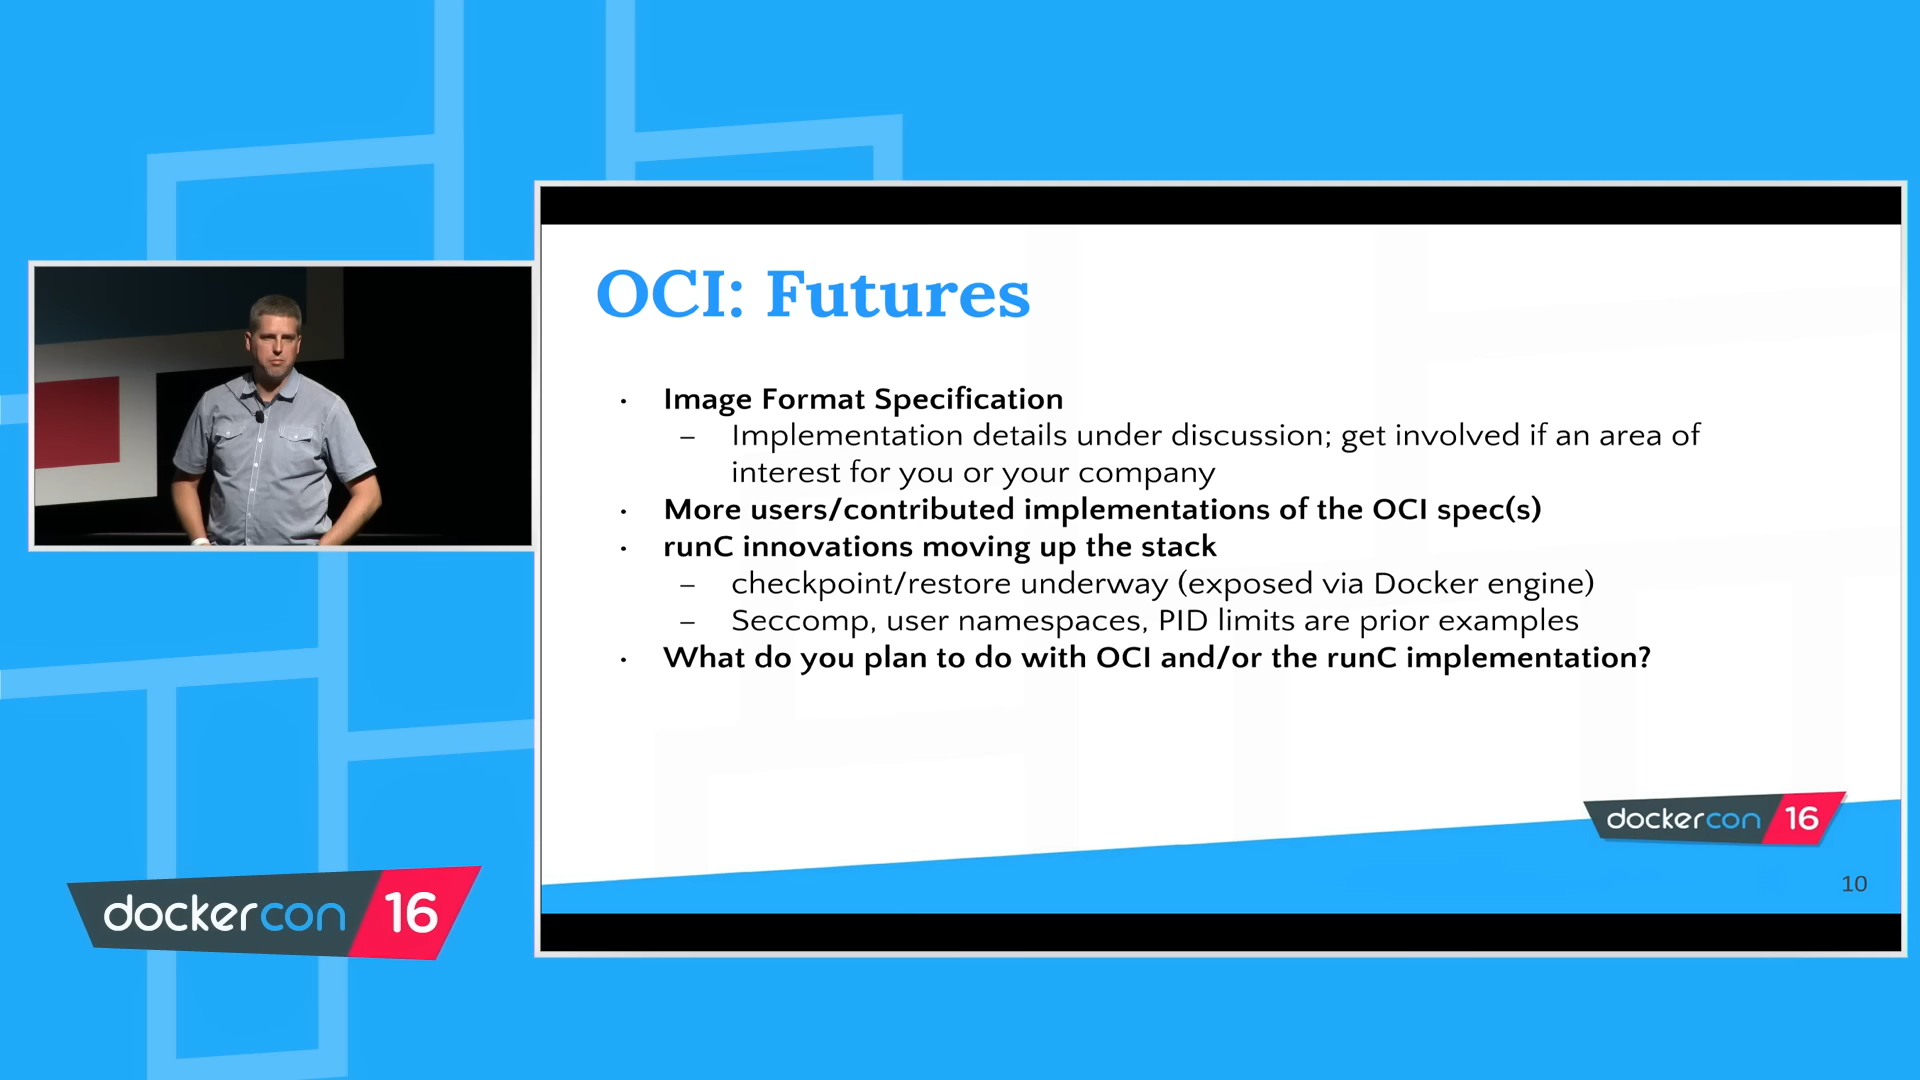 OCI: Futures
• Image Format Specification
– Implementation details under discussion; get involved if an area of
interest for you or your company
• More users/contributed implementations of the OCI spec(s)
• runC innovations moving up the stack
– checkpoint/restore underway (exposed via Docker engine)
– Seccomp, user namespaces, PID limits are prior examples
• What do you plan to do with OCI and/or the runC implementation?
dockercon 16
10
dockercon 16